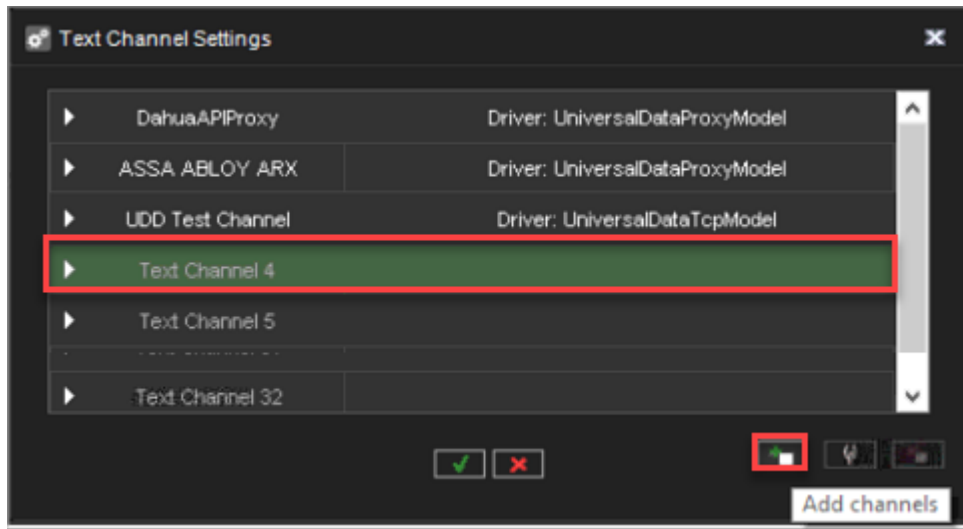 Text Channel Settings
DahuaAPIProxy Driver: UniversalDataProxyModel
ASSA ABLOY ARX Driver: UniversalDataProxyModel
UDD Test Channel Driver: UniversalDataTcpModel
Text Channel 4
Text Channel 5
Text Channel 32
Add channels